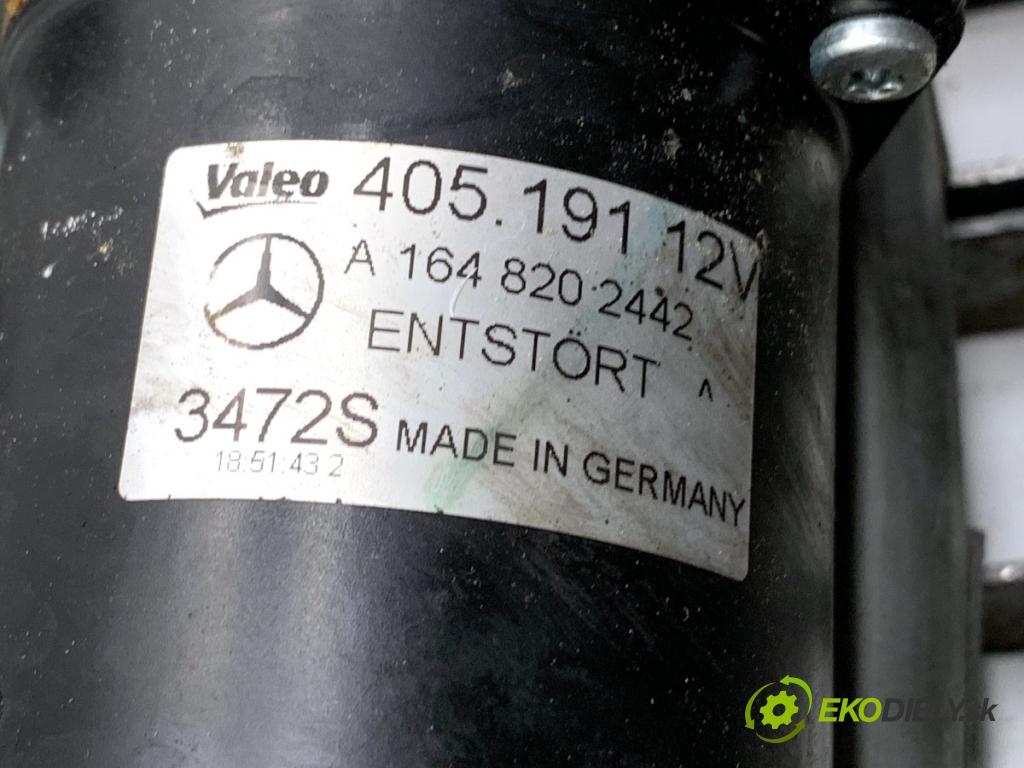 Valeo 405.191 12V
A 164 820 2442
ENTSTÖRT A
3472S MADE IN GERMANY
18:51:43 2
EKODIELY.sk